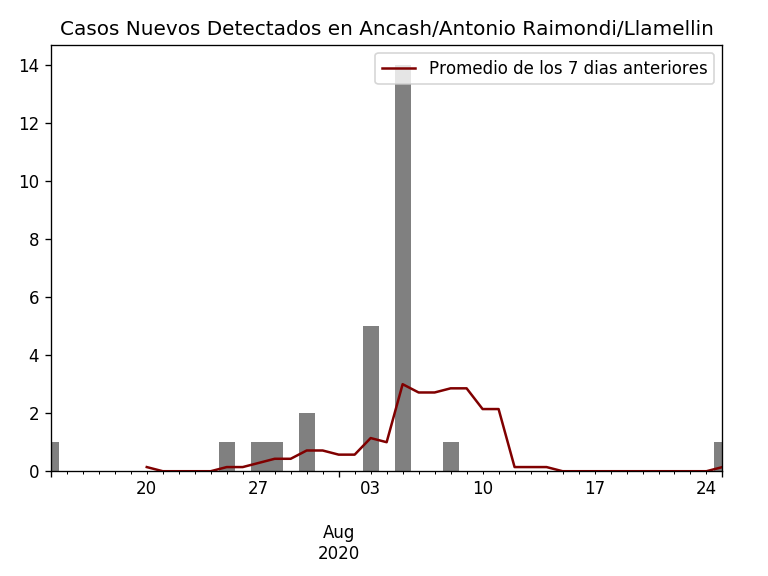 Casos Nuevos Detectados en Ancash/Antonio Raimondi/Llamellin
Promedio de los 7 dias anteriores
14
12
10
8
6
4
2
0
20 27 03 10 17 24
Aug
2020